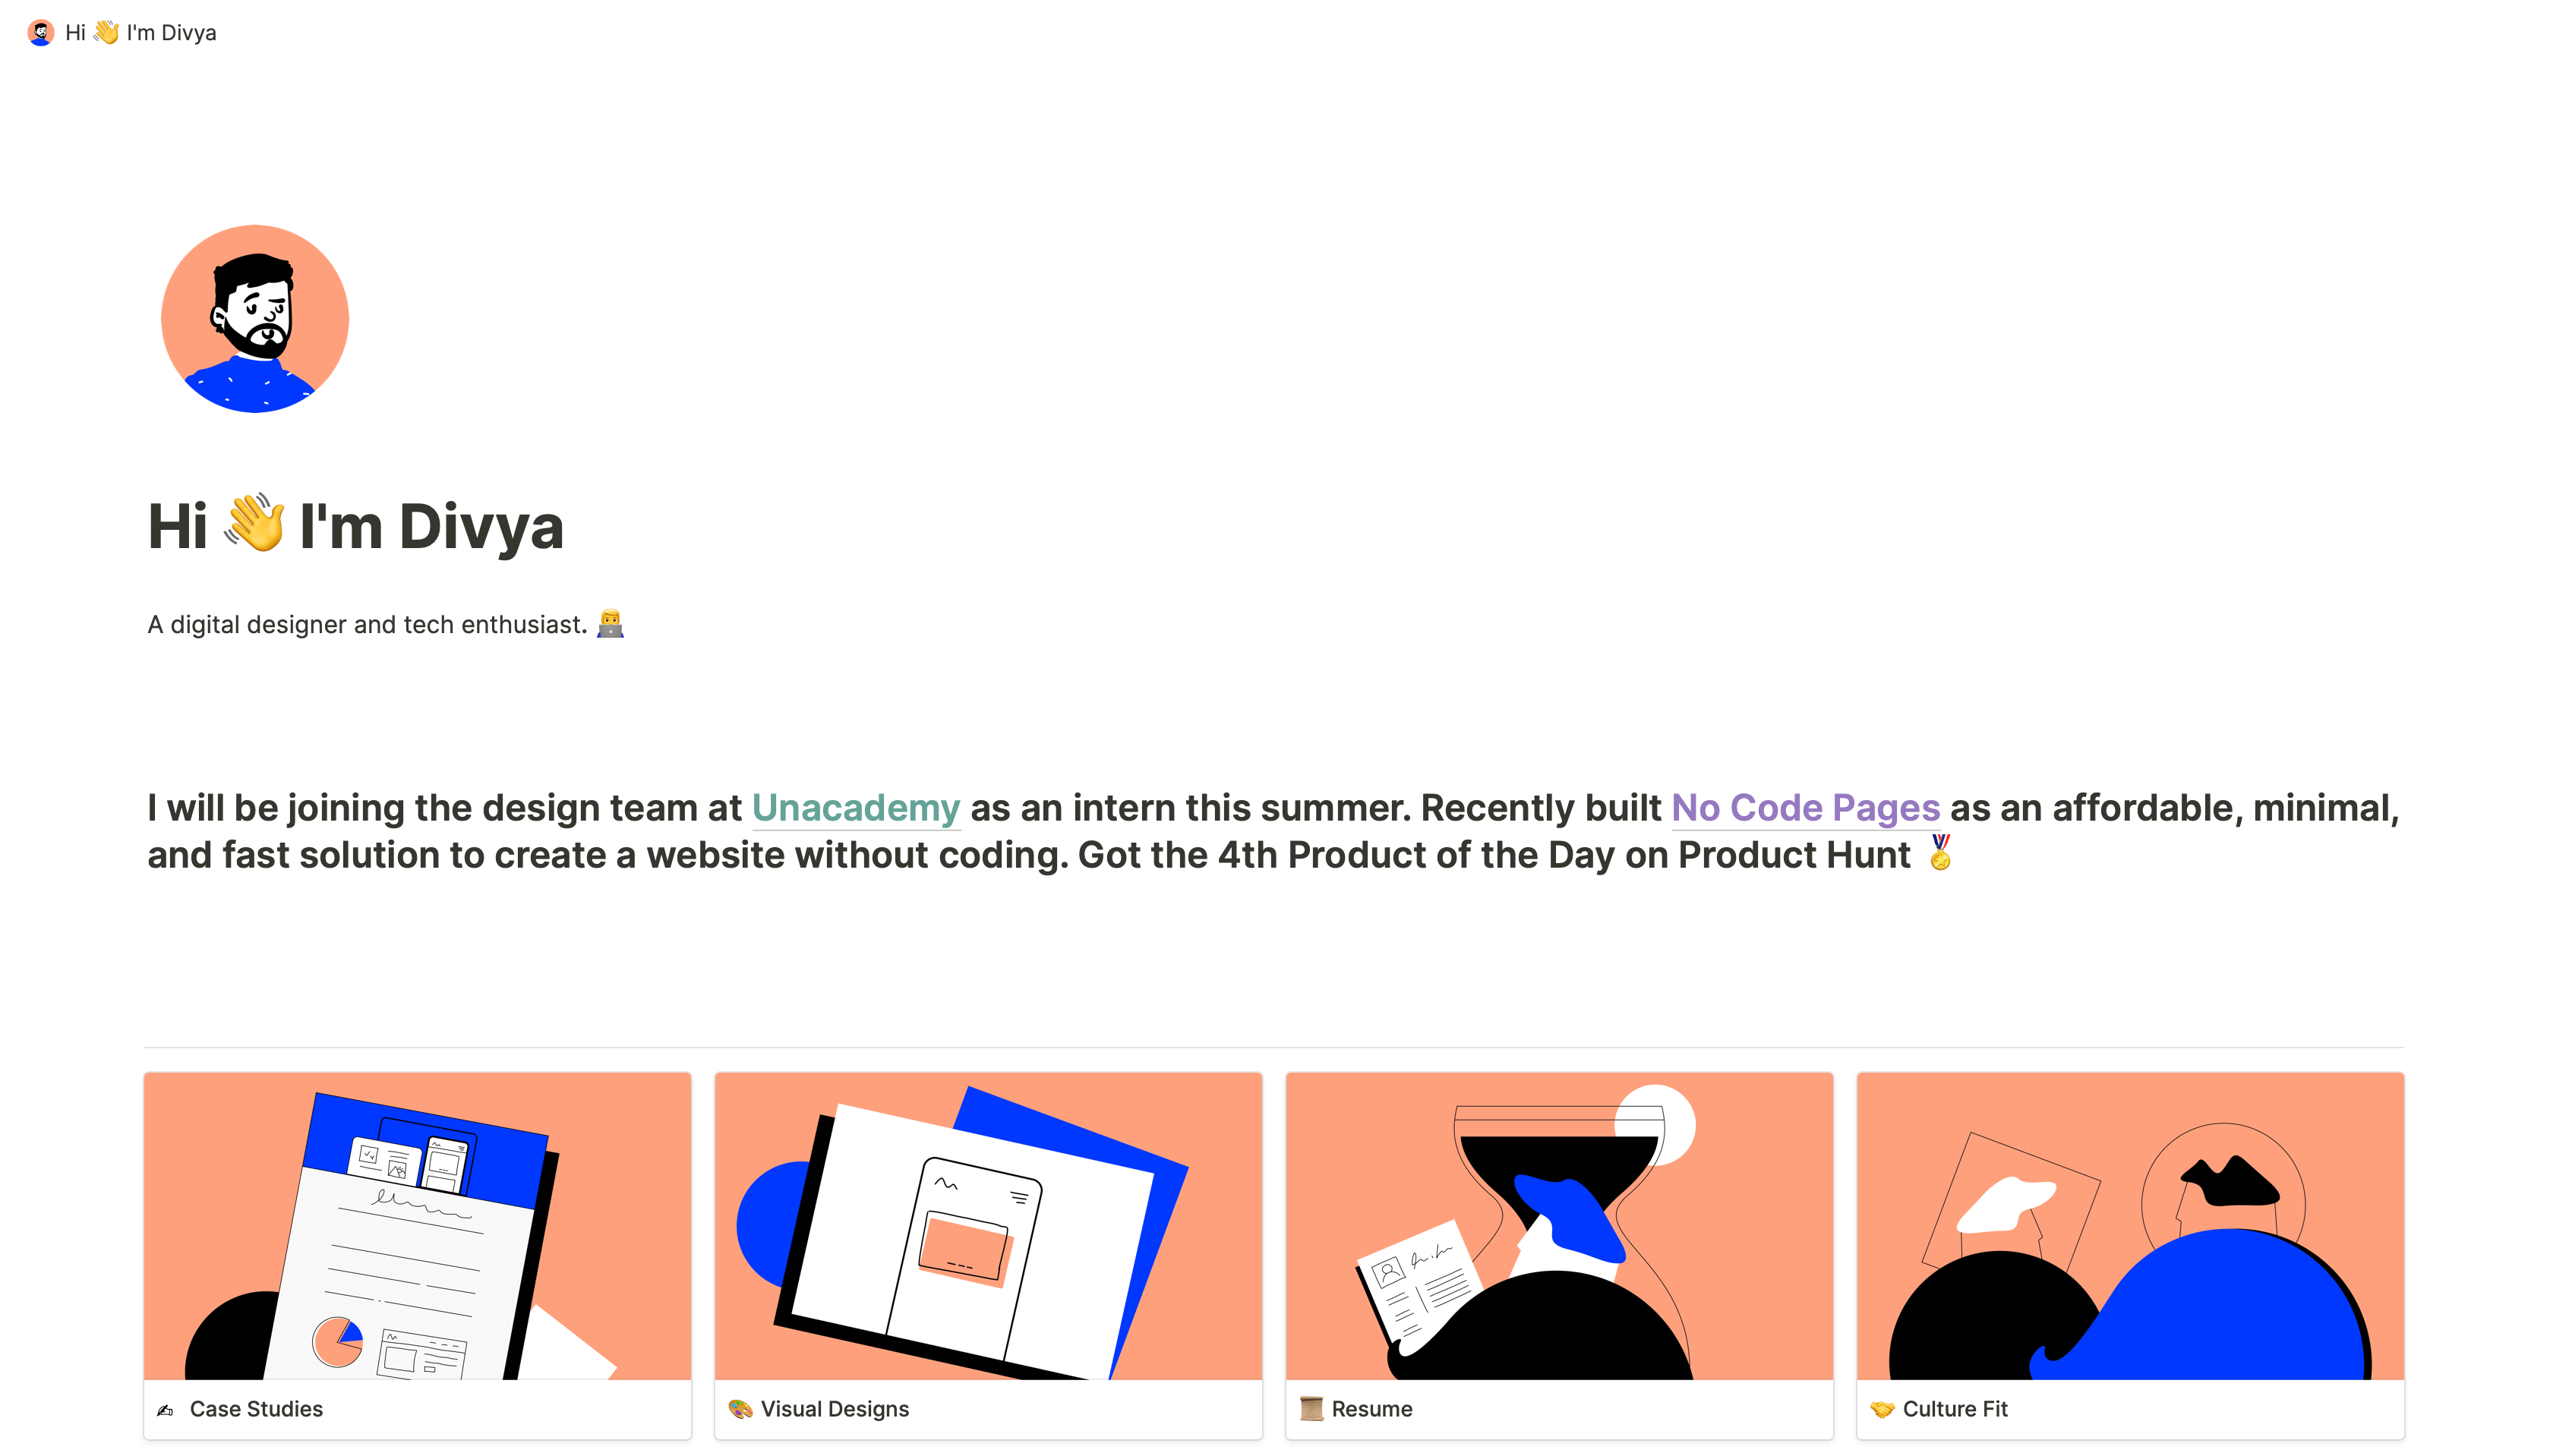 Hi 👋 I'm Divya
Hi 👋 I'm Divya
A digital designer and tech enthusiast. 👨‍💻
I will be joining the design team at Unacademy as an intern this summer. Recently built No Code Pages as an affordable, minimal,
and fast solution to create a website without coding. Got the 4th Product of the Day on Product Hunt 🏅
✍ Case Studies
🎨 Visual Designs
📜 Resume
🤝 Culture Fit